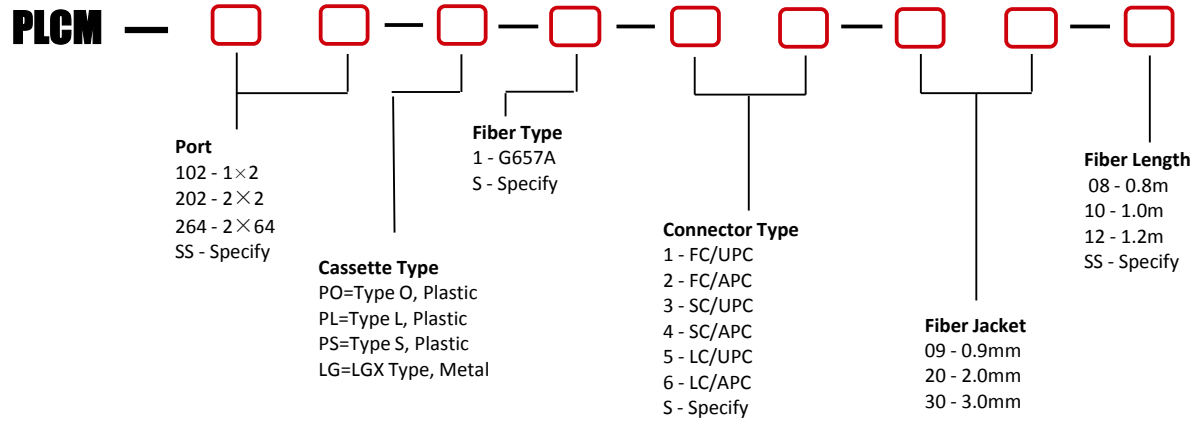 PLCM — — — — — —
Port
102 - 1×2
202 - 2×2
264 - 2×64
SS - Specify
Cassette Type
PO=Type O, Plastic
PL=Type L, Plastic
PS=Type S, Plastic
LG=LGX Type, Metal
Fiber Type
1 - G657A
S - Specify
Connector Type
1 - FC/UPC
2 - FC/APC
3 - SC/UPC
4 - SC/APC
5 - LC/UPC
6 - LC/APC
S - Specify
Fiber Jacket
09 - 0.9mm
20 - 2.0mm
30 - 3.0mm
Fiber Length
08 - 0.8m
10 - 1.0m
12 - 1.2m
SS - Specify